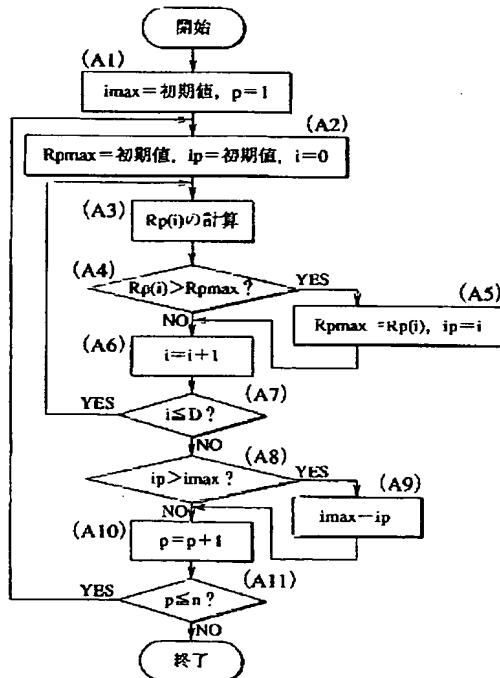 開始
(A1)
imax=初期値, p=1
(A2)
Rpmax=初期値, ip=初期値, i=0
(A3)
Rp(i)の計算
(A4)
Rp(i)>Rpmax?
YES
(A5)
NO
Rpmax=Rp(i), ip=i
(A6)
i=i+1
(A7)
YES
i≦D?
NO
(A8)
ip>imax?
YES
(A9)
NO
imax―ip
(A10)
p=p+1
(A11)
YES
p≦n?
NO
終了